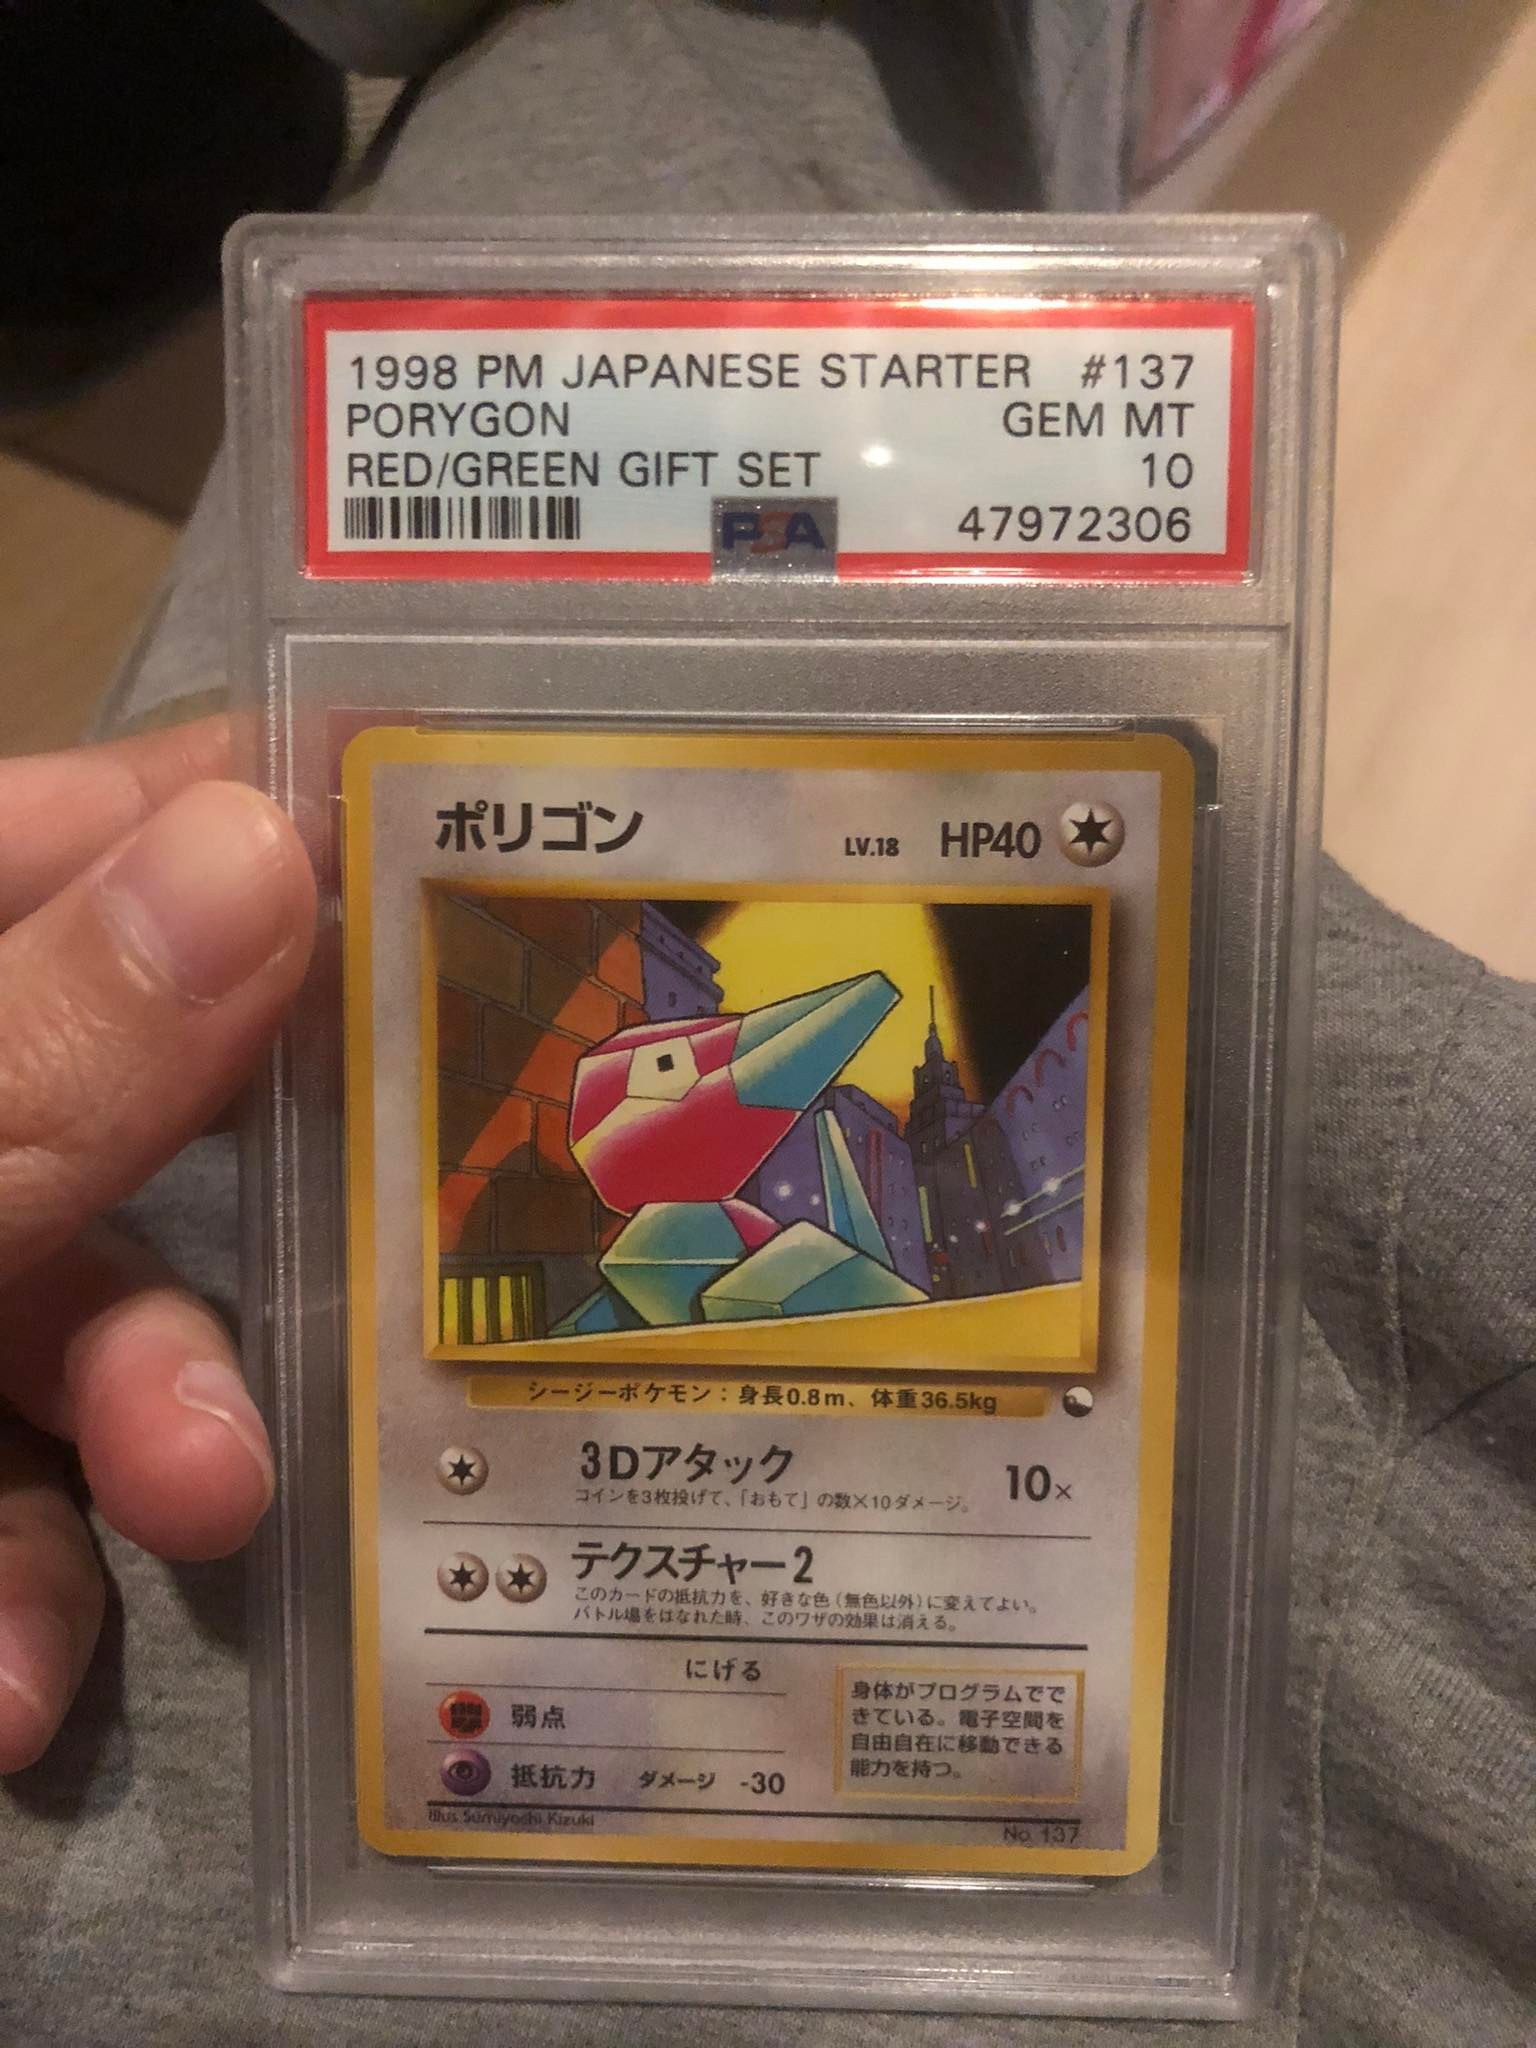 1998 PM JAPANESE STARTER #137
PORYGON GEM MT
RED/GREEN GIFT SET 10
PSA 47972306
ポリゴン LV.18 HP40
シージーポケモン：身長0.8m、体重36.5kg
3Dアタック 10×
コインを3枚投げて、「おもて」の数×10ダメージ。
テクスチャー2
このカードの抵抗力を、好きな色（無色以外）に変えてよい。
バトル場をはなれた時、このワザの効果は消える。
にげる
弱点
抵抗力 ダメージ -30
身体がプログラムでで
きている。電子空間を
自由自在に移動できる
能力を持つ。
Illus Sumiyoshi Kizuki
No. 137